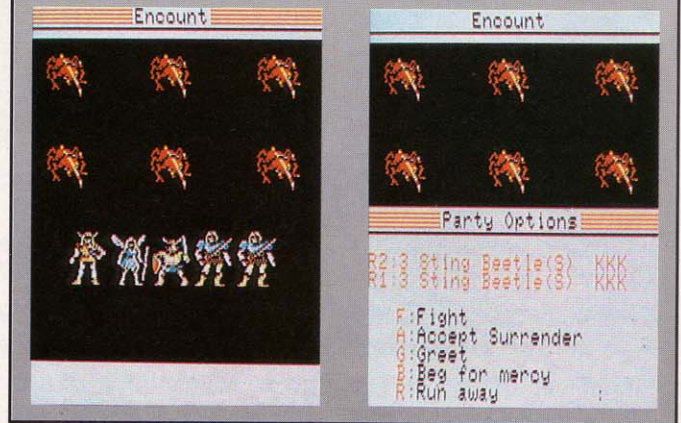 Encount
Encount
Party Options
R2:3 Sting Beetle(S) KKK
R1:3 Sting Beetle(S) KKK
F:Fight
A:Accept Surrender
G:Greet
B:Beg for mercy
R:Run away :